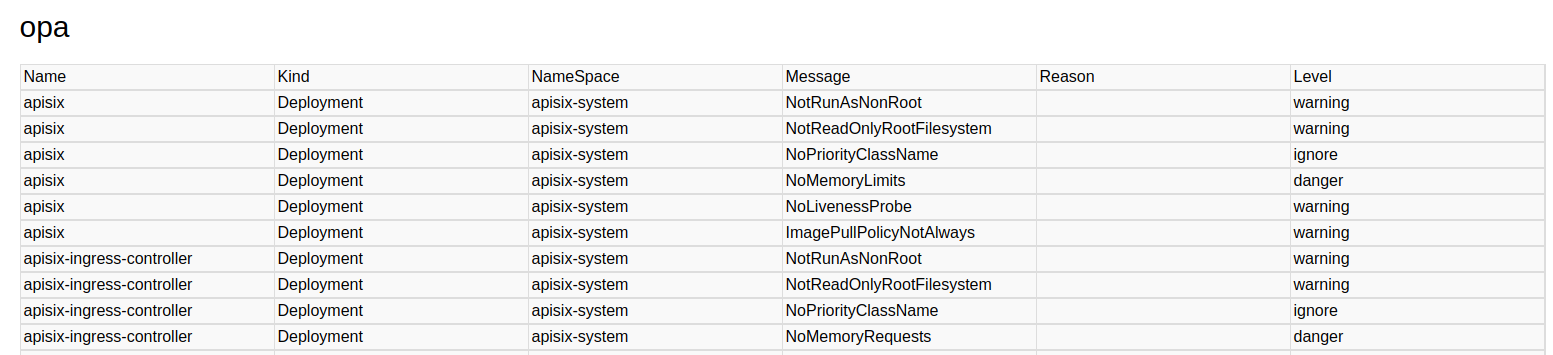 opa
Name Kind NameSpace Message Reason Level
apisix Deployment apisix-system NotRunAsNonRoot warning
apisix Deployment apisix-system NotReadOnlyRootFilesystem warning
apisix Deployment apisix-system NoPriorityClassName ignore
apisix Deployment apisix-system NoMemoryLimits danger
apisix Deployment apisix-system NoLivenessProbe warning
apisix Deployment apisix-system ImagePullPolicyNotAlways warning
apisix-ingress-controller Deployment apisix-system NotRunAsNonRoot warning
apisix-ingress-controller Deployment apisix-system NotReadOnlyRootFilesystem warning
apisix-ingress-controller Deployment apisix-system NoPriorityClassName ignore
apisix-ingress-controller Deployment apisix-system NoMemoryRequests danger